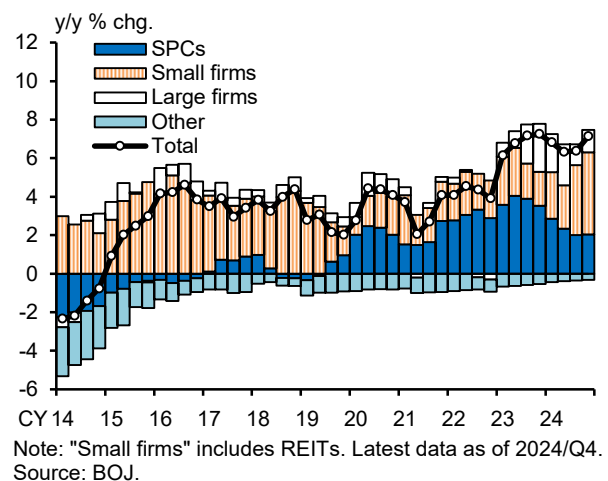 y/y % chg.
12
10
8
6
4
2
0
-2
-4
-6
SPCs
Small firms
Large firms
Other
Total
CY 14 15 16 17 18 19 20 21 22 23 24
Note: "Small firms" includes REITs. Latest data as of 2024/Q4.
Source: BOJ.